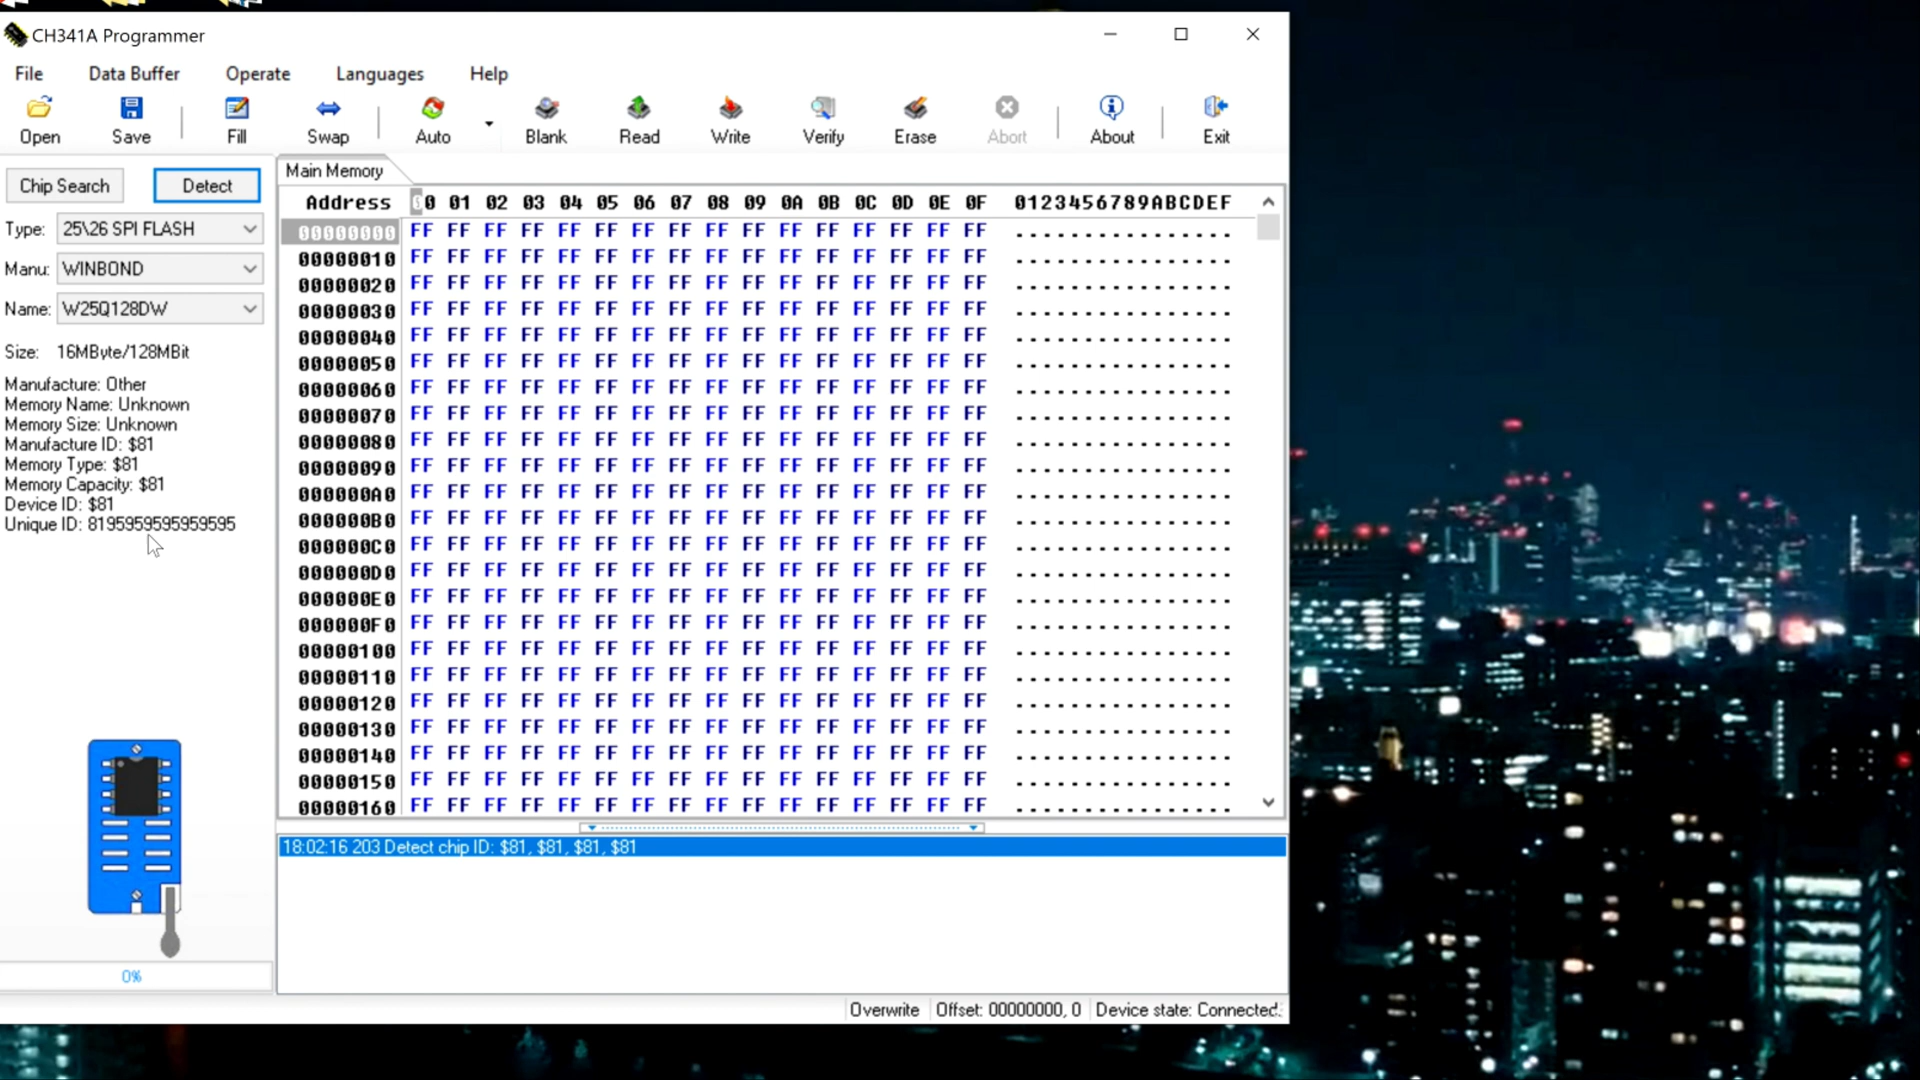 CH341A Programmer
File Data Buffer Operate Languages Help
Open Save Fill Swap Auto Blank Read Write Verify Erase Abort About Exit
Chip Search Detect
Type: 25\26 SPI FLASH
Manu: WINBOND
Name: W25Q128DW
Size: 16MByte/128MBit
Manufacture: Other
Memory Name: Unknown
Memory Size: Unknown
Manufacture ID: $81
Memory Type: $81
Memory Capacity: $81
Device ID: $81
Unique ID: 8195959595959595
0%
Main Memory
Address 00 01 02 03 04 05 06 07 08 09 0A 0B 0C 0D 0E 0F 0123456789ABCDEF
00000000 FF FF FF FF FF FF FF FF FF FF FF FF FF FF FF FF ................
00000010 FF FF FF FF FF FF FF FF FF FF FF FF FF FF FF FF ................
00000020 FF FF FF FF FF FF FF FF FF FF FF FF FF FF FF FF ................
00000030 FF FF FF FF FF FF FF FF FF FF FF FF FF FF FF FF ................
00000040 FF FF FF FF FF FF FF FF FF FF FF FF FF FF FF FF ................
00000050 FF FF FF FF FF FF FF FF FF FF FF FF FF FF FF FF ................
00000060 FF FF FF FF FF FF FF FF FF FF FF FF FF FF FF FF ................
00000070 FF FF FF FF FF FF FF FF FF FF FF FF FF FF FF FF ................
00000080 FF FF FF FF FF FF FF FF FF FF FF FF FF FF FF FF ................
00000090 FF FF FF FF FF FF FF FF FF FF FF FF FF FF FF FF ................
000000A0 FF FF FF FF FF FF FF FF FF FF FF FF FF FF FF FF ................
000000B0 FF FF FF FF FF FF FF FF FF FF FF FF FF FF FF FF ................
000000C0 FF FF FF FF FF FF FF FF FF FF FF FF FF FF FF FF ................
000000D0 FF FF FF FF FF FF FF FF FF FF FF FF FF FF FF FF ................
000000E0 FF FF FF FF FF FF FF FF FF FF FF FF FF FF FF FF ................
000000F0 FF FF FF FF FF FF FF FF FF FF FF FF FF FF FF FF ................
00000100 FF FF FF FF FF FF FF FF FF FF FF FF FF FF FF FF ................
00000110 FF FF FF FF FF FF FF FF FF FF FF FF FF FF FF FF ................
00000120 FF FF FF FF FF FF FF FF FF FF FF FF FF FF FF FF ................
00000130 FF FF FF FF FF FF FF FF FF FF FF FF FF FF FF FF ................
00000140 FF FF FF FF FF FF FF FF FF FF FF FF FF FF FF FF ................
00000150 FF FF FF FF FF FF FF FF FF FF FF FF FF FF FF FF ................
00000160 FF FF FF FF FF FF FF FF FF FF FF FF FF FF FF FF ................
18:02:16 203 Detect chip ID: $81, $81, $81, $81
Overwrite Offset: 00000000, 0 Device state: Connected.